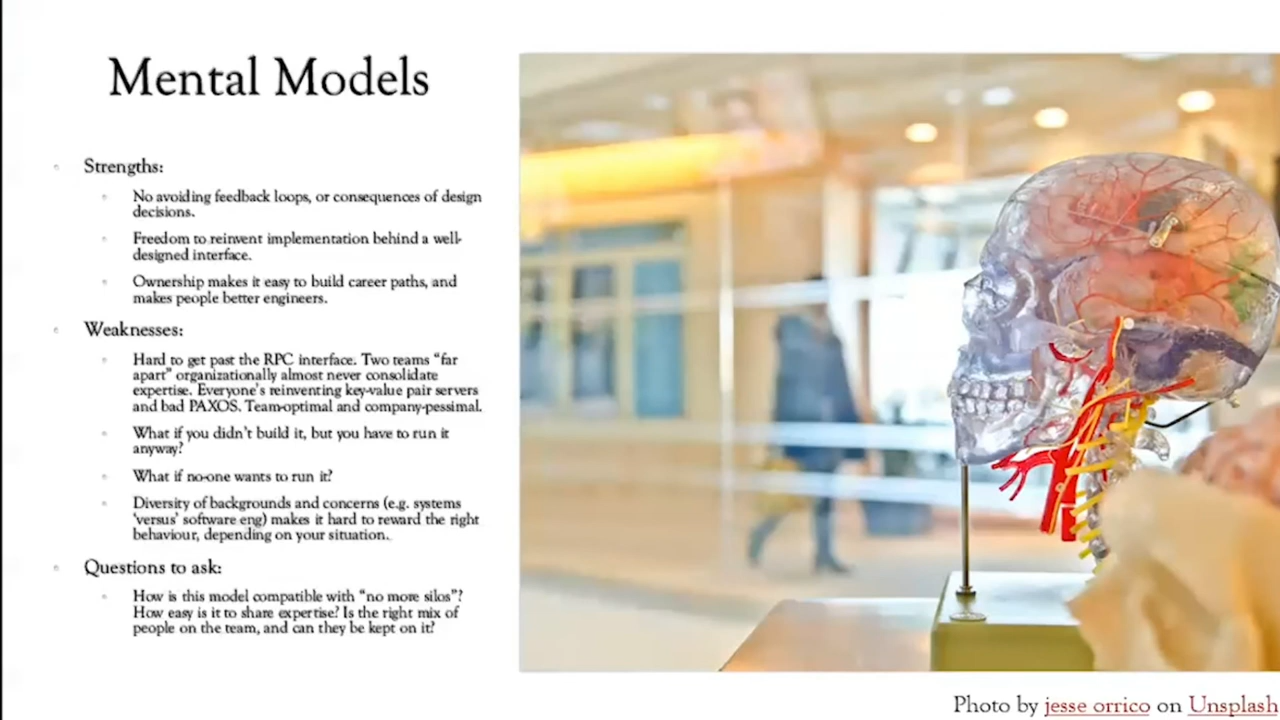 Mental Models
Strengths:
No avoiding feedback loops, or consequences of design
decisions.
Freedom to reinvent implementation behind a well-
designed interface.
Ownership makes it easy to build career paths, and
makes people better engineers.
Weaknesses:
Hard to get past the RPC interface. Two teams “far
apart” organizationally almost never consolidate
expertise. Everyone’s reinventing key-value pair servers
and bad PAXOS. Team-optimal and company-pessimal.
What if you didn’t build it, but you have to run it
anyway?
What if no-one wants to run it?
Diversity of backgrounds and concerns (e.g. systems
‘versus’ software eng) makes it hard to reward the right
behaviour, depending on your situation.
Questions to ask:
How is this model compatible with “no more silos”?
How easy is it to share expertise? Is the right mix of
people on the team, and can they be kept on it?
Photo by jesse orrico on Unsplash